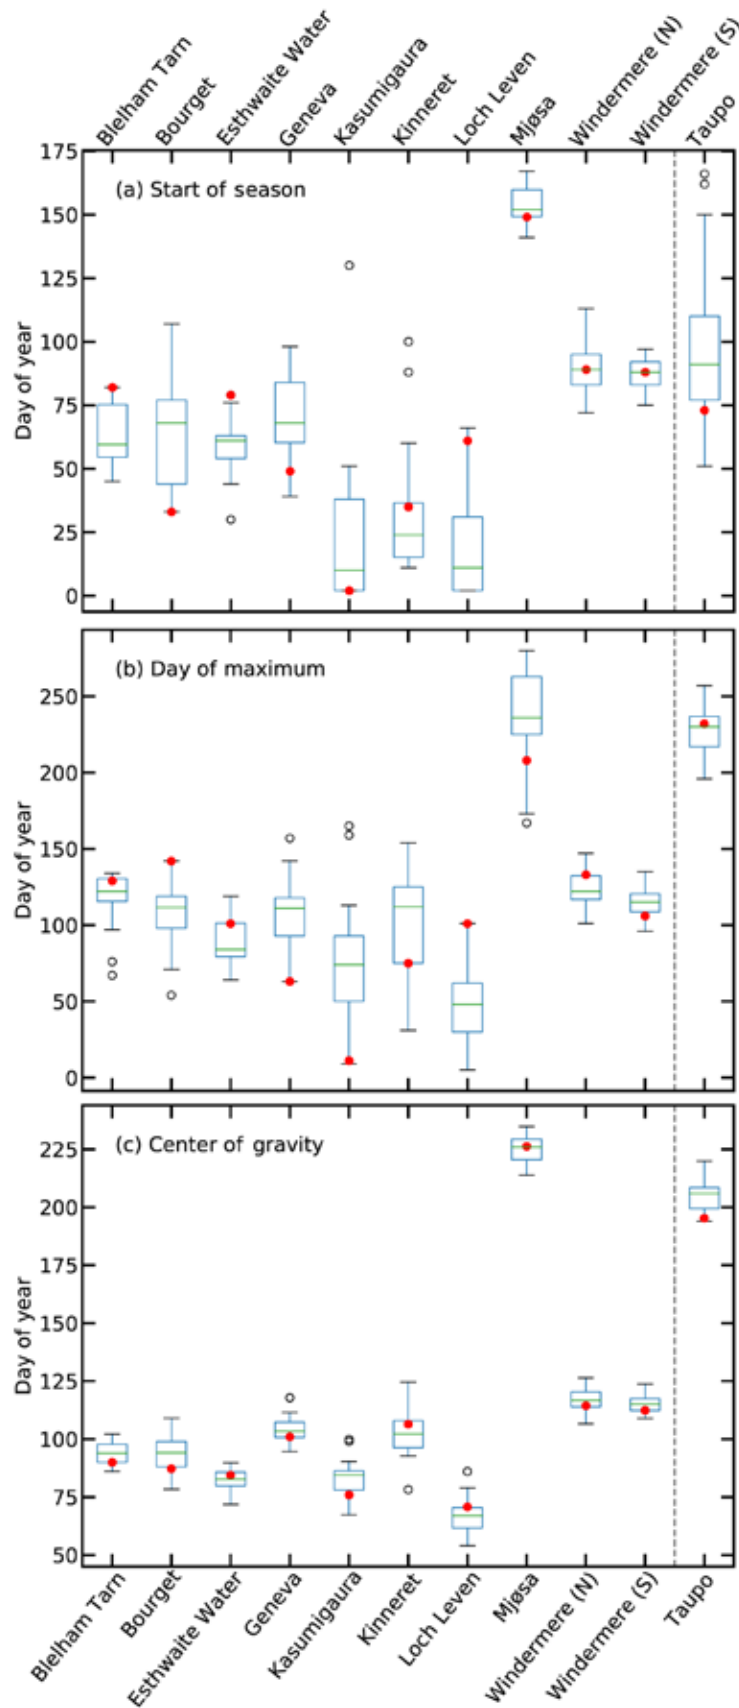 Blelham Tarn
Bourget
Esthwaite Water
Geneva
Kasumigaura
Kinneret
Loch Leven
Mjøsa
Windermere (N)
Windermere (S)
Taupo
(a) Start of season
Day of year
175
150
125
100
75
50
25
0
(b) Day of maximum
Day of year
250
200
150
100
50
0
(c) Center of gravity
Day of year
225
200
175
150
125
100
75
50
Blelham Tarn
Bourget
Esthwaite Water
Geneva
Kasumigaura
Kinneret
Loch Leven
Mjøsa
Windermere (N)
Windermere (S)
Taupo